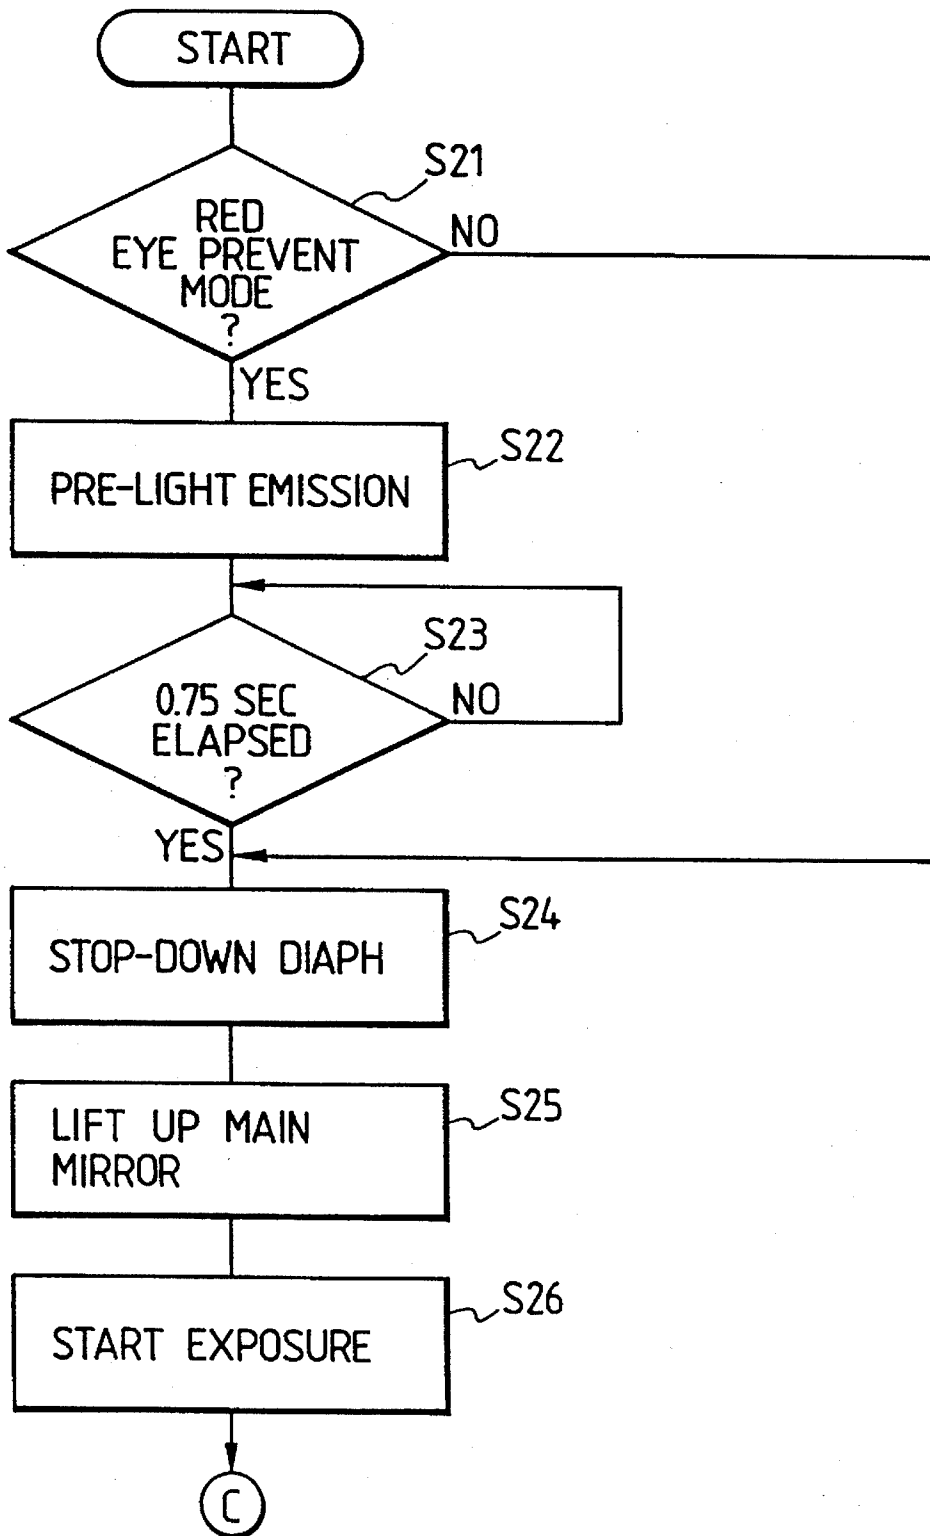 START
S21
RED
EYE PREVENT
MODE
?
NO
YES
S22
PRE-LIGHT EMISSION
S23
0.75 SEC
ELAPSED
?
NO
YES
S24
STOP-DOWN DIAPH
S25
LIFT UP MAIN
MIRROR
S26
START EXPOSURE
C